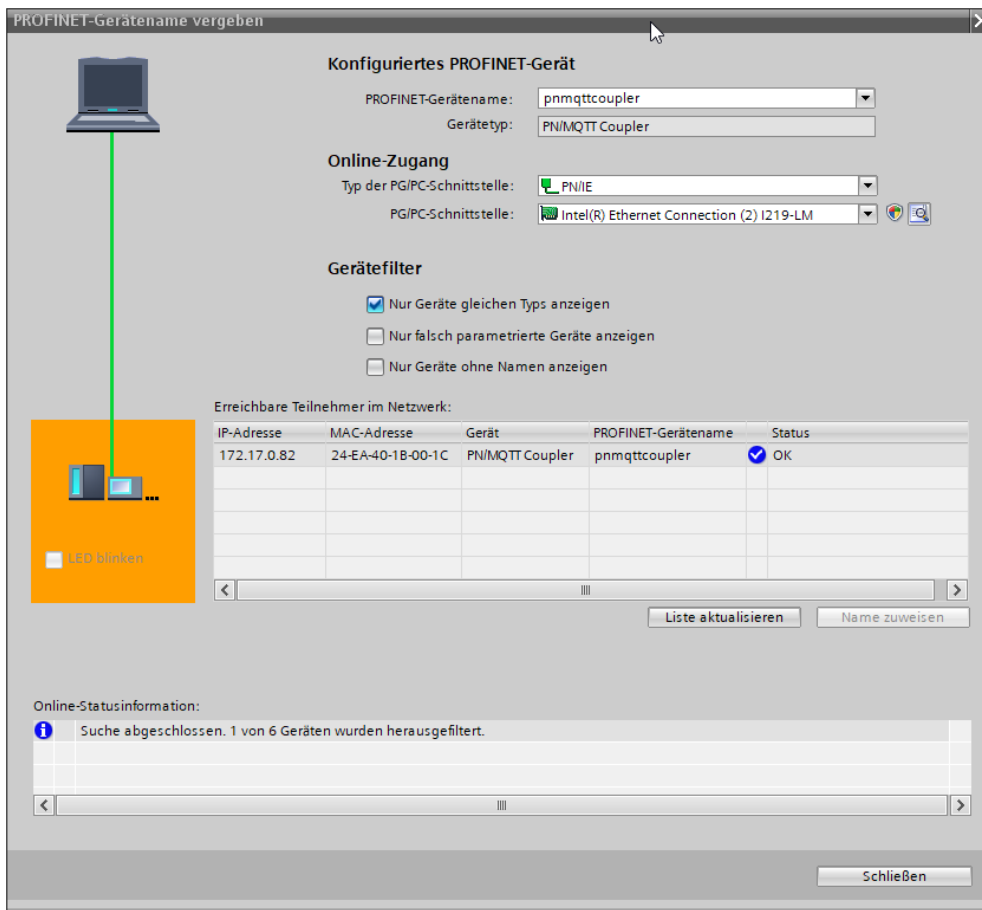 PROFINET-Gerätename vergeben
Konfiguriertes PROFINET-Gerät
PROFINET-Gerätename: pnmqttcoupler
Gerätetyp: PN/MQTT Coupler
Online-Zugang
Typ der PG/PC-Schnittstelle: PN/IE
PG/PC-Schnittstelle: Intel(R) Ethernet Connection (2) I219-LM
Gerätefilter
Nur Geräte gleichen Typs anzeigen
Nur falsch parametrierte Geräte anzeigen
Nur Geräte ohne Namen anzeigen
Erreichbare Teilnehmer im Netzwerk:
IP-Adresse MAC-Adresse Gerät PROFINET-Gerätename Status
172.17.0.82 24-EA-40-1B-00-1C PN/MQTT Coupler pnmqttcoupler OK
LED blinken
Liste aktualisieren Name zuweisen
Online-Statusinformation:
Suche abgeschlossen. 1 von 6 Geräten wurden herausgefiltert.
Schließen